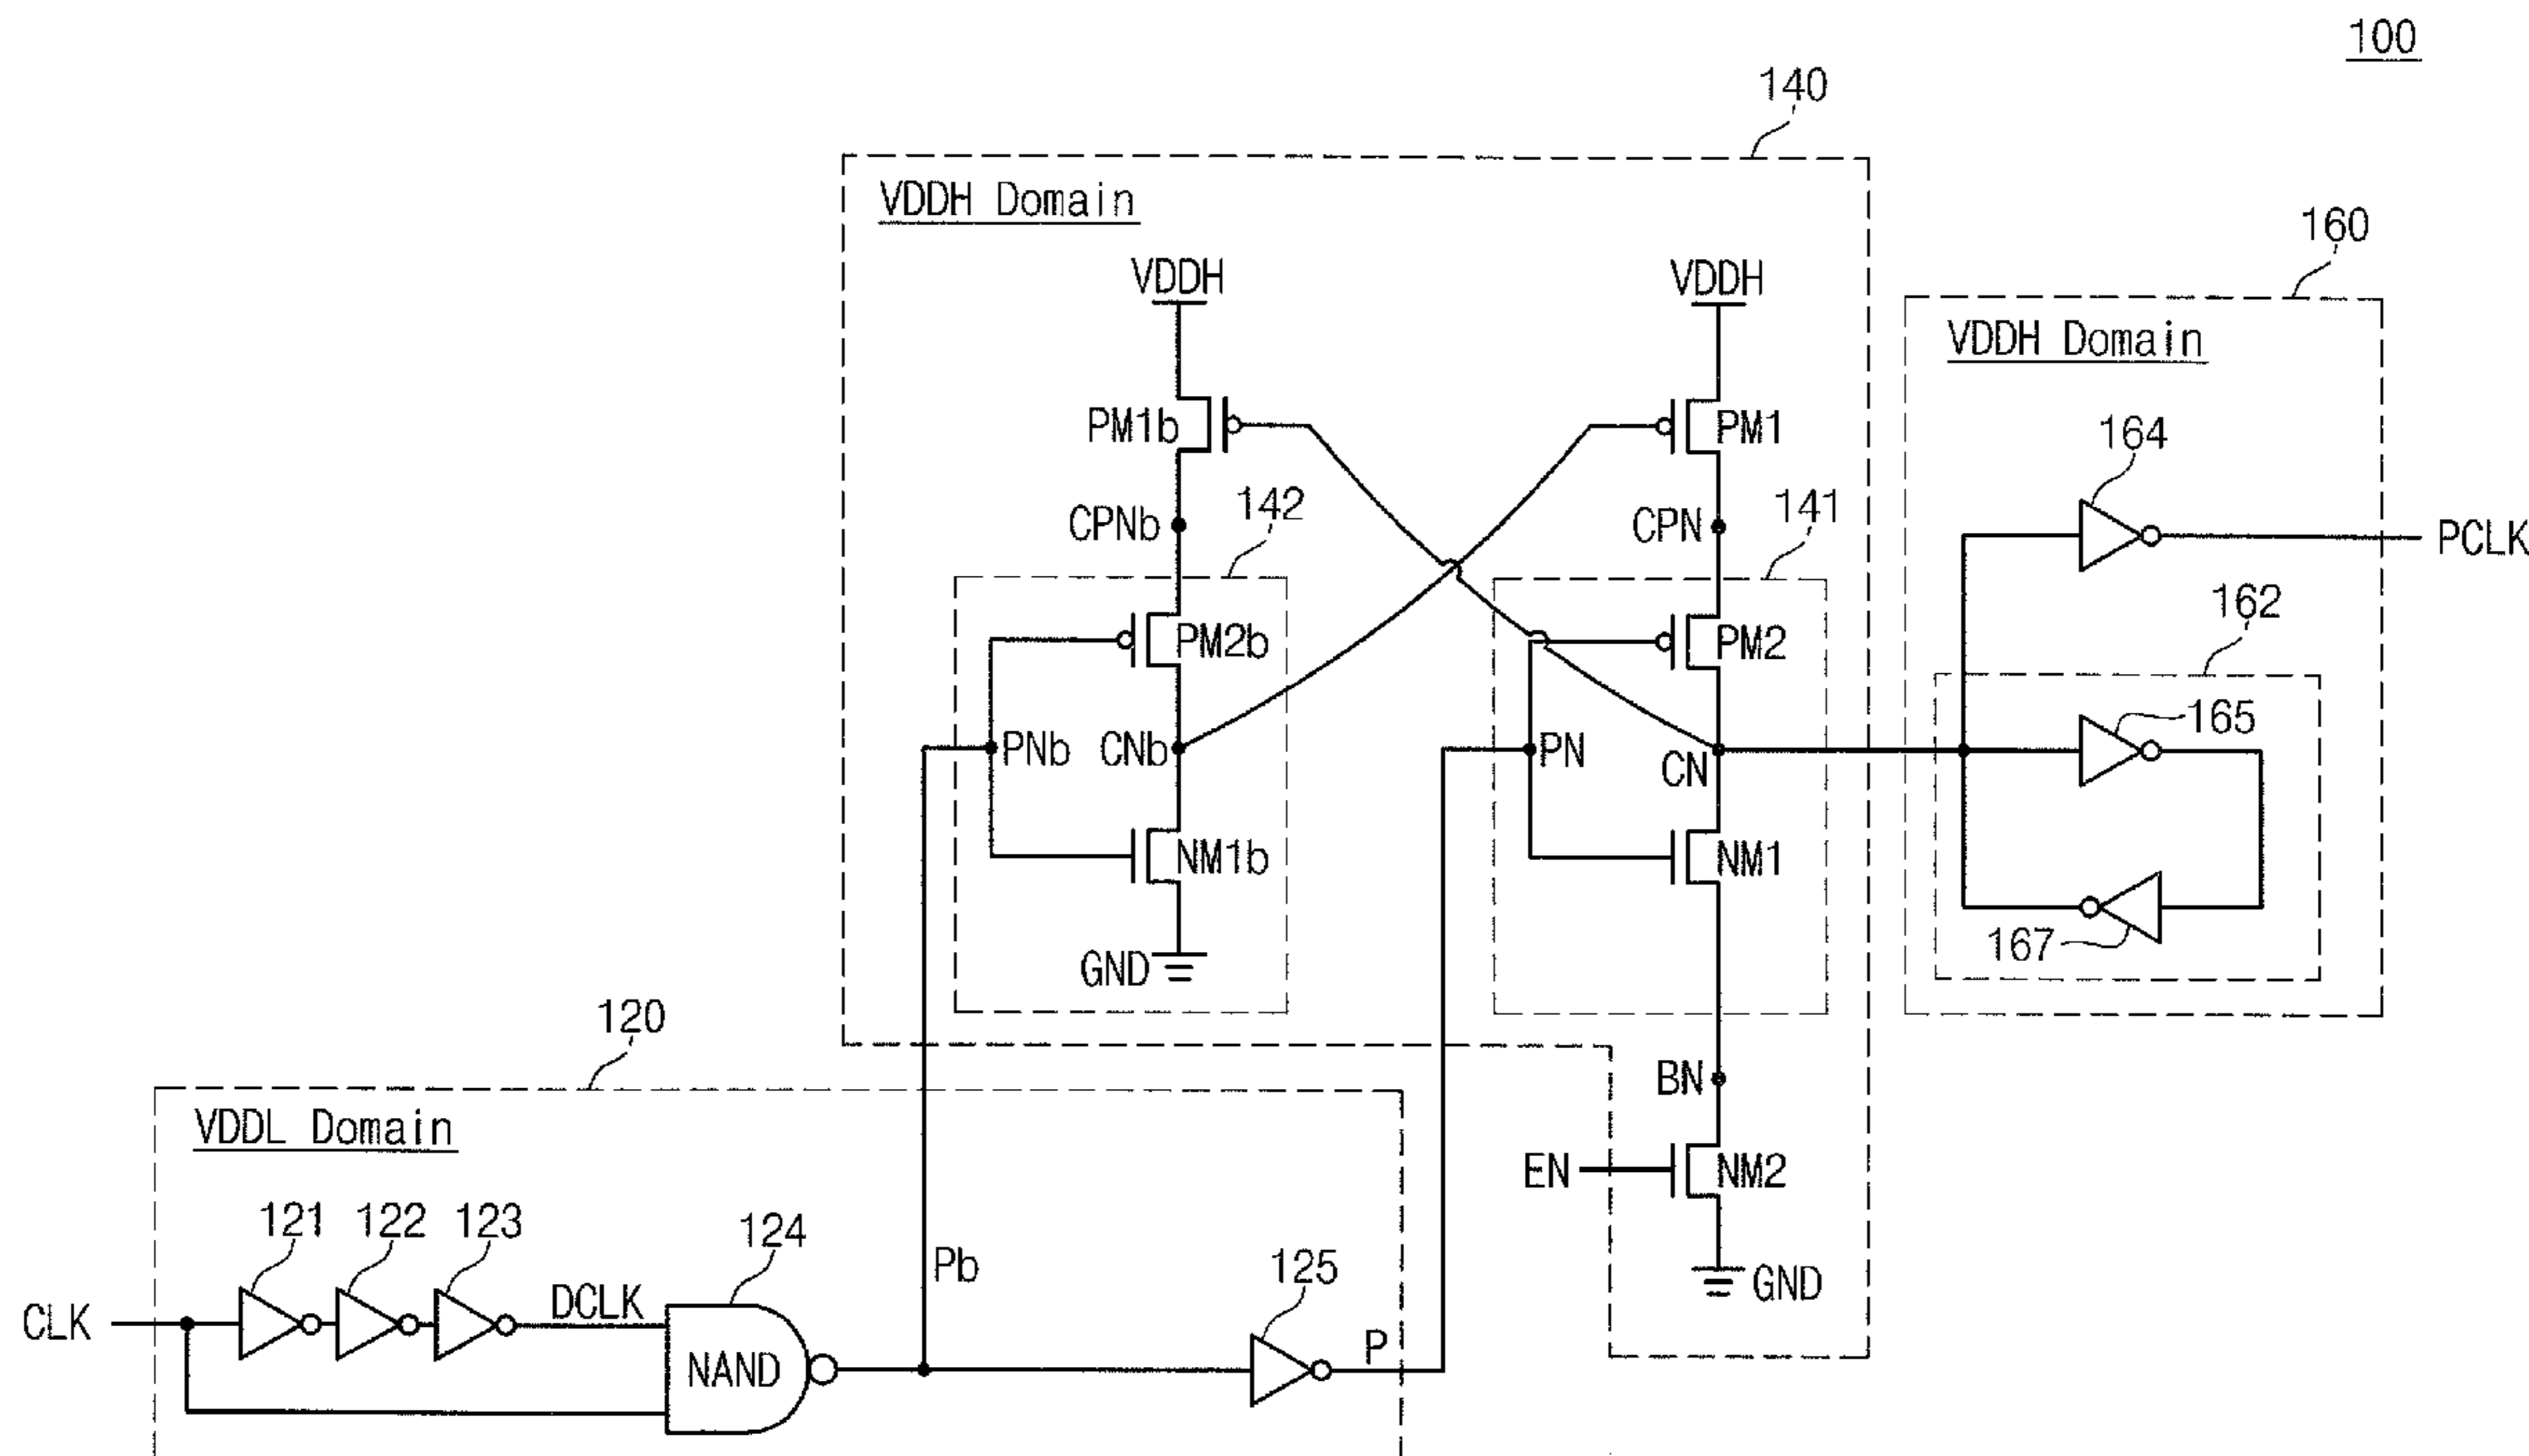 100
140
VDDH Domain
160
VDDH
VDDH
VDDH Domain
PM1b
PM1
164
142
141
CPNb
CPN
PCLK
162
PM2b
PM2
165
PNb
CNb
PN
CN
NM1b
NM1
167
GND
120
BN
VDDL Domain
EN
NM2
121
122
123
124
Pb
125
GND
DCLK
CLK
P
NAND